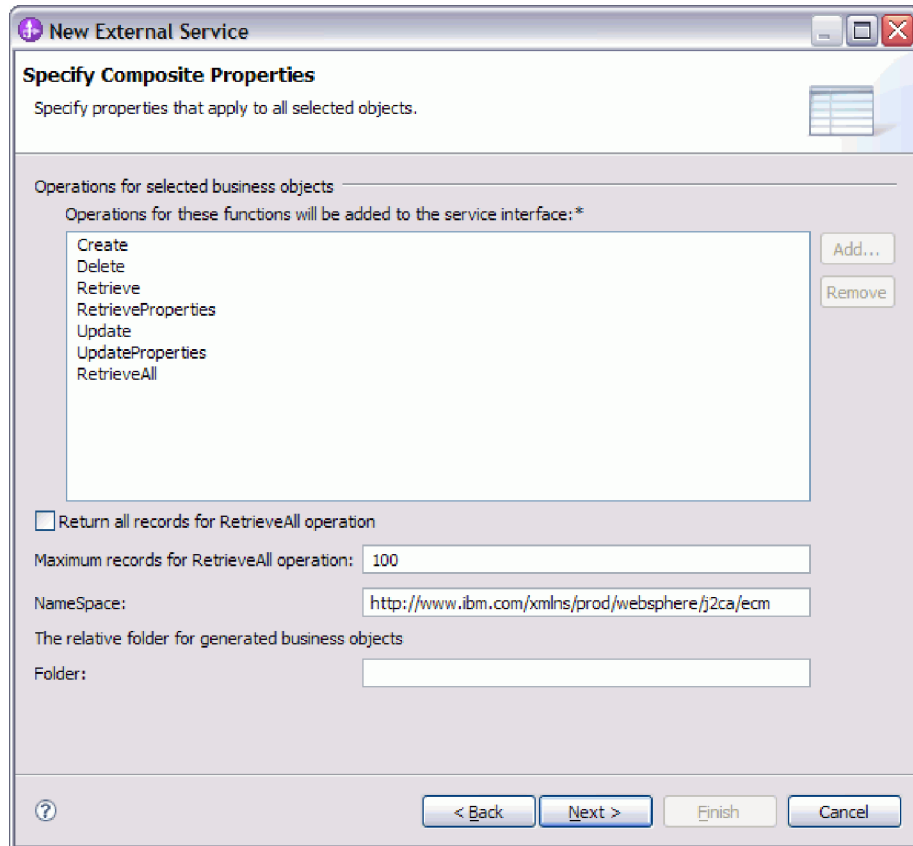 New External Service
Specify Composite Properties
Specify properties that apply to all selected objects.
Operations for selected business objects
Operations for these functions will be added to the service interface:*
Create
Delete
Retrieve
RetrieveProperties
Update
UpdateProperties
RetrieveAll
Add...
Remove
Return all records for RetrieveAll operation
Maximum records for RetrieveAll operation: 100
NameSpace: http://www.ibm.com/xmlns/prod/websphere/j2ca/ecm
The relative folder for generated business objects
Folder:
? < Back Next > Finish Cancel